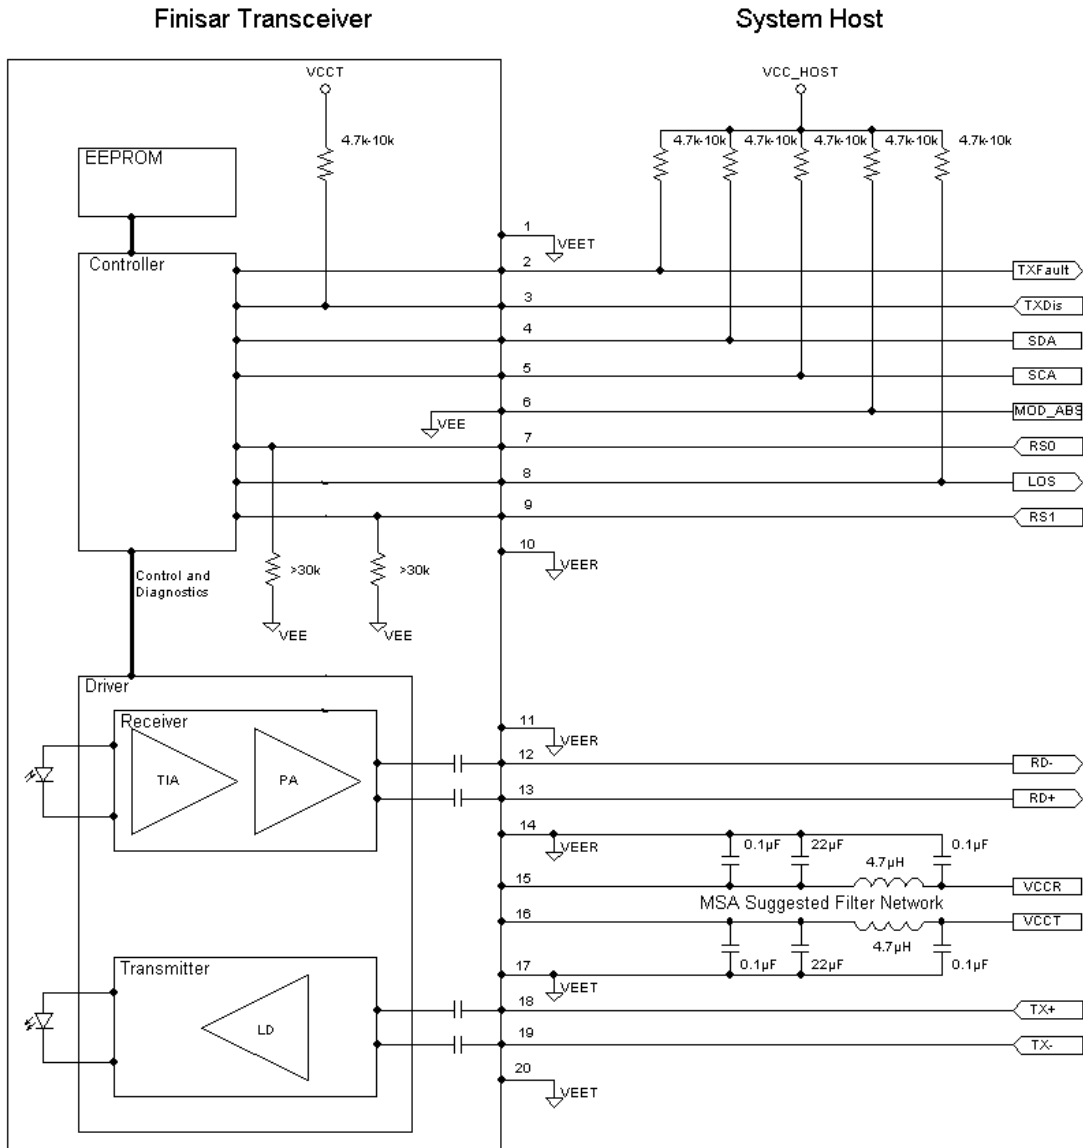 Finisar Transceiver
System Host
VCCT
VCC_HOST
4.7k-10k
4.7k-10k
4.7k-10k
4.7k-10k
4.7k-10k
4.7k-10k
EEPROM
1
VEET
Controller
2
TXFault
3
TXDis
4
SDA
5
SCA
6
VEE
MOD_ABS
7
RS0
8
LOS
9
RS1
10
VEER
>30k
>30k
Control and
Diagnostics
VEE
VEE
Driver
Receiver
11
VEER
12
RD-
TIA
PA
13
RD+
14
VEER
0.1µF
22µF
4.7µH
0.1µF
15
VCCR
MSA Suggested Filter Network
16
VCCT
4.7µH
Transmitter
17
0.1µF
22µF
0.1µF
VEET
18
TX+
LD
19
TX-
20
VEET